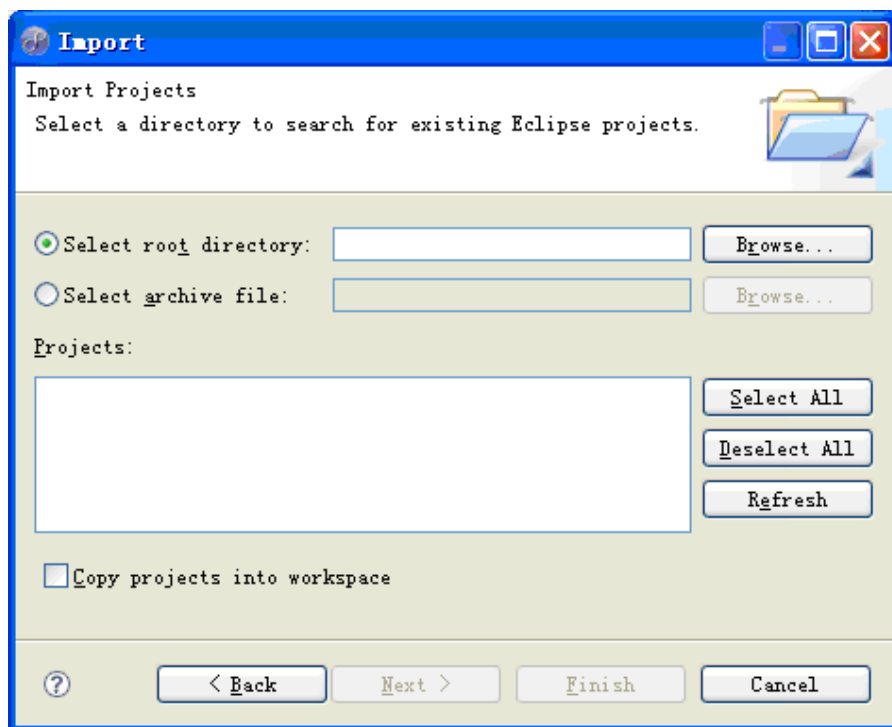 Import
Import Projects
Select a directory to search for existing Eclipse projects.
Select root directory: Browse...
Select archive file: Browse...
Projects:
Select All
Deselect All
Refresh
Copy projects into workspace
? < Back Next > Finish Cancel